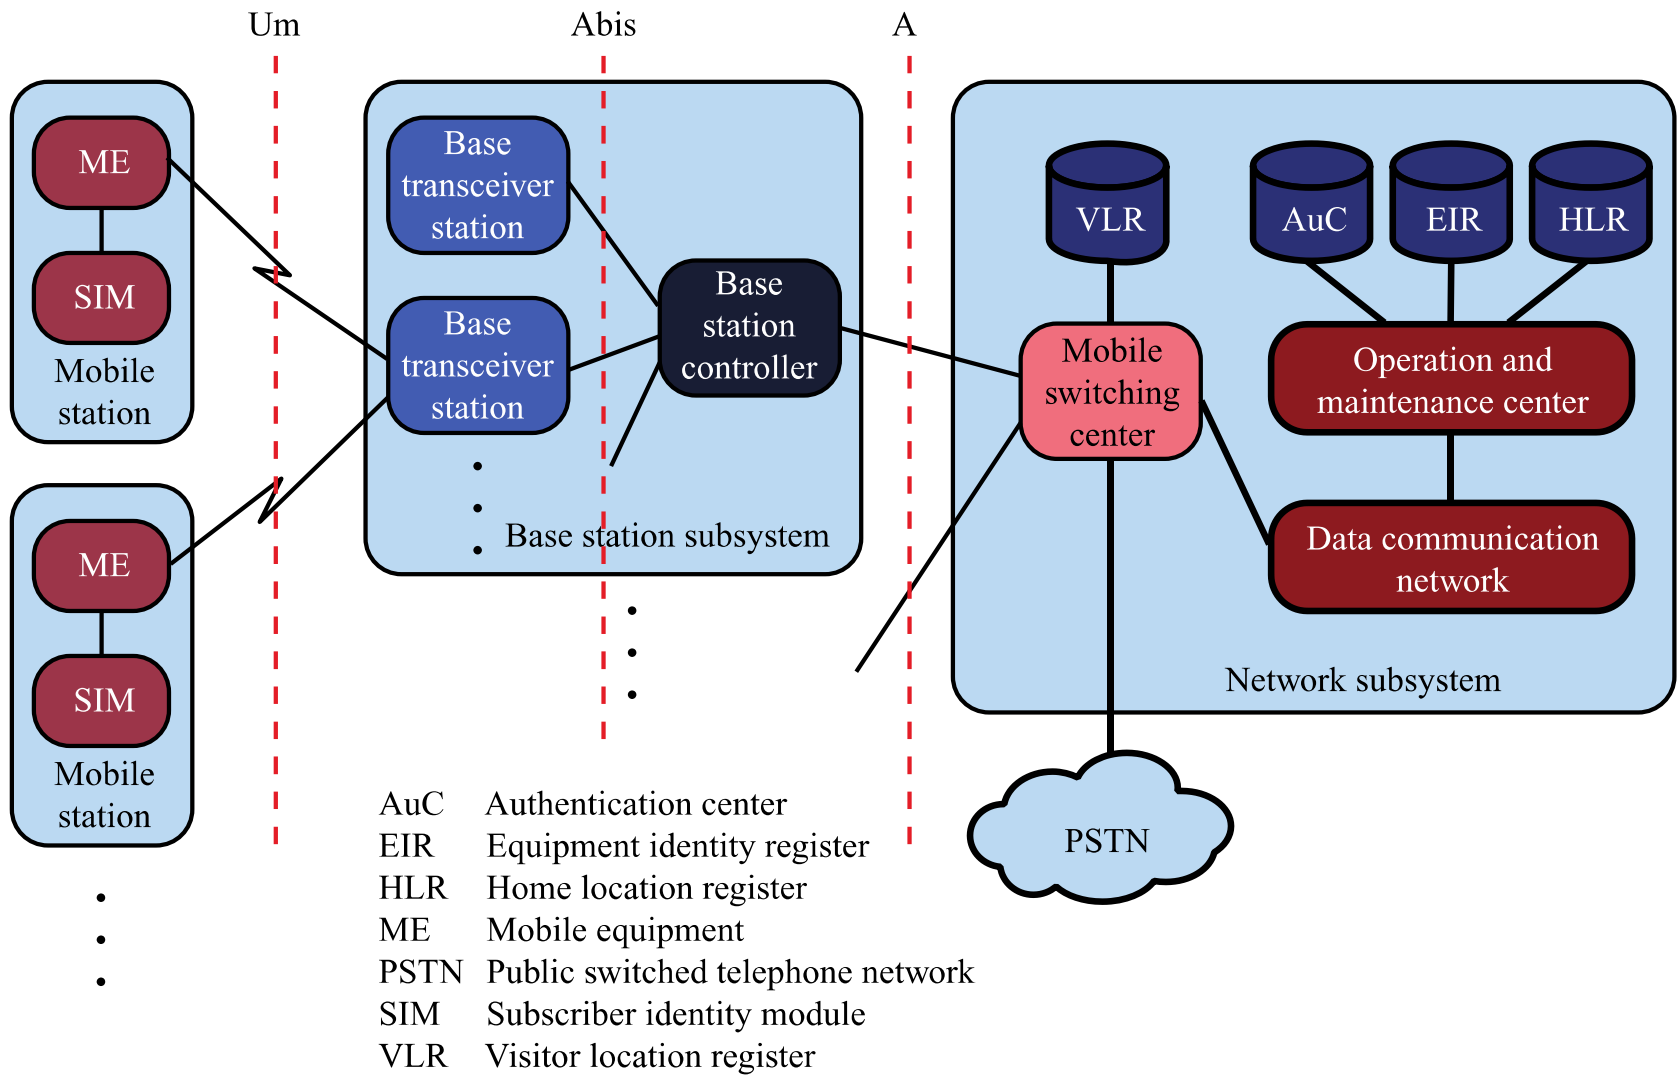 Um
Abis
A
ME
SIM
Mobile
station
ME
SIM
Mobile
station
Base
transceiver
station
Base
transceiver
station
Base
station
controller
Base station subsystem
VLR
AuC
EIR
HLR
Mobile
switching
center
Operation and
maintenance center
Data communication
network
Network subsystem
PSTN
AuC Authentication center
EIR Equipment identity register
HLR Home location register
ME Mobile equipment
PSTN Public switched telephone network
SIM Subscriber identity module
VLR Visitor location register